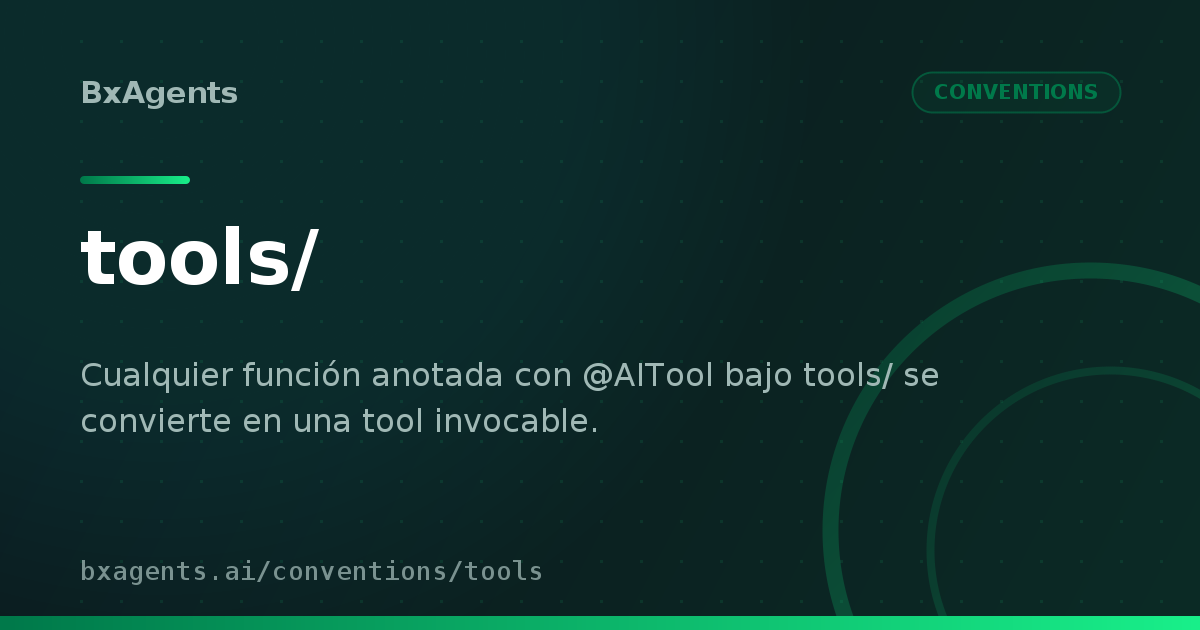 BxAgents
CONVENTIONS
tools/
Cualquier función anotada con @AITool bajo tools/ se
convierte en una tool invocable.
bxagents.ai/conventions/tools